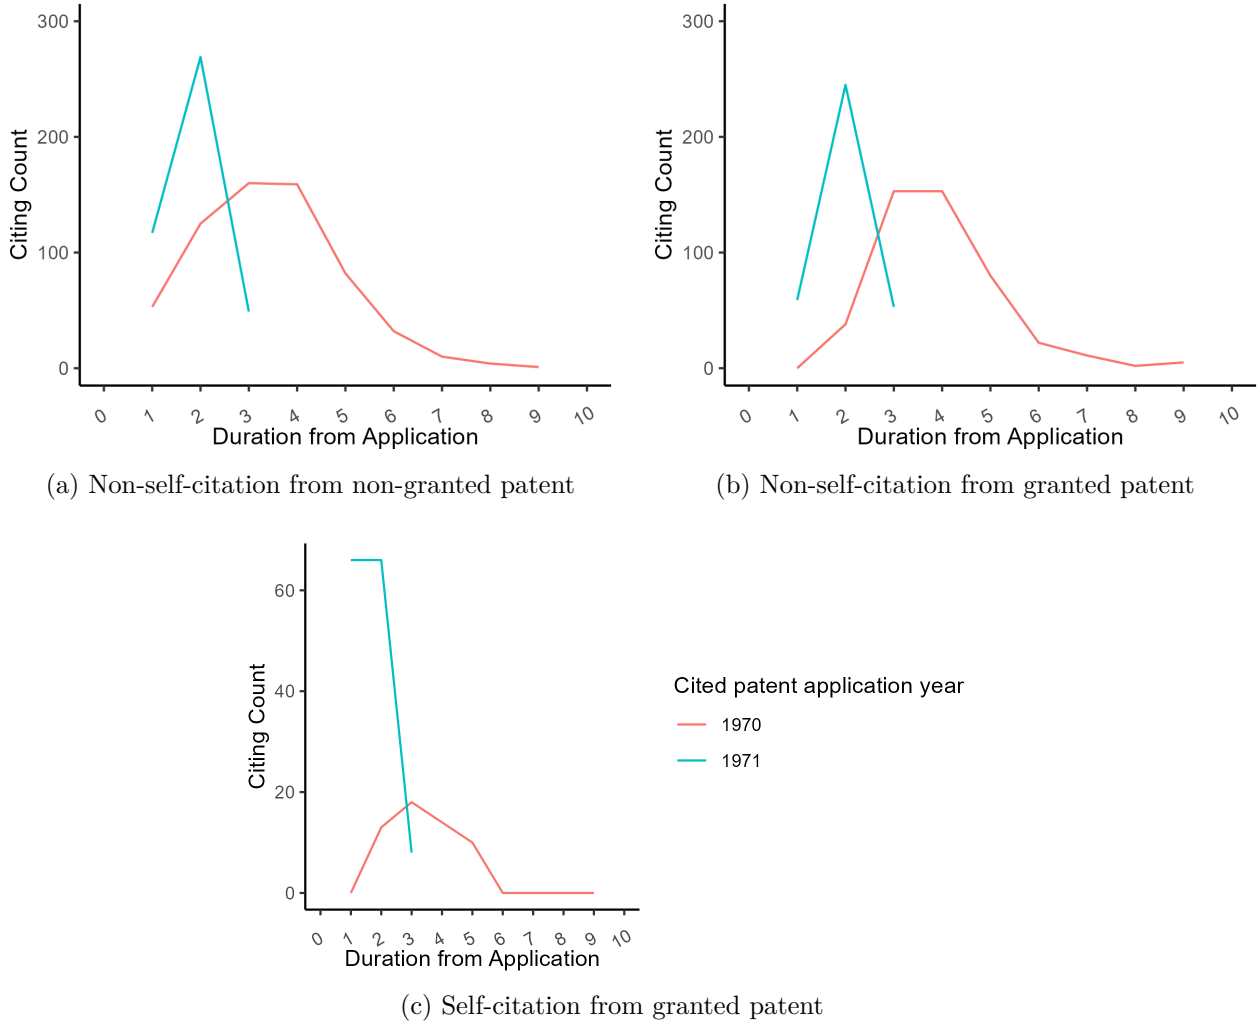 300
200
100
0
Citing Count
0 1 2 3 4 5 6 7 8 9 10
Duration from Application
(a) Non-self-citation from non-granted patent
300
200
100
0
Citing Count
0 1 2 3 4 5 6 7 8 9 10
Duration from Application
(b) Non-self-citation from granted patent
60
40
20
0
Citing Count
0 1 2 3 4 5 6 7 8 9 10
Duration from Application
Cited patent application year
1970
1971
(c) Self-citation from granted patent